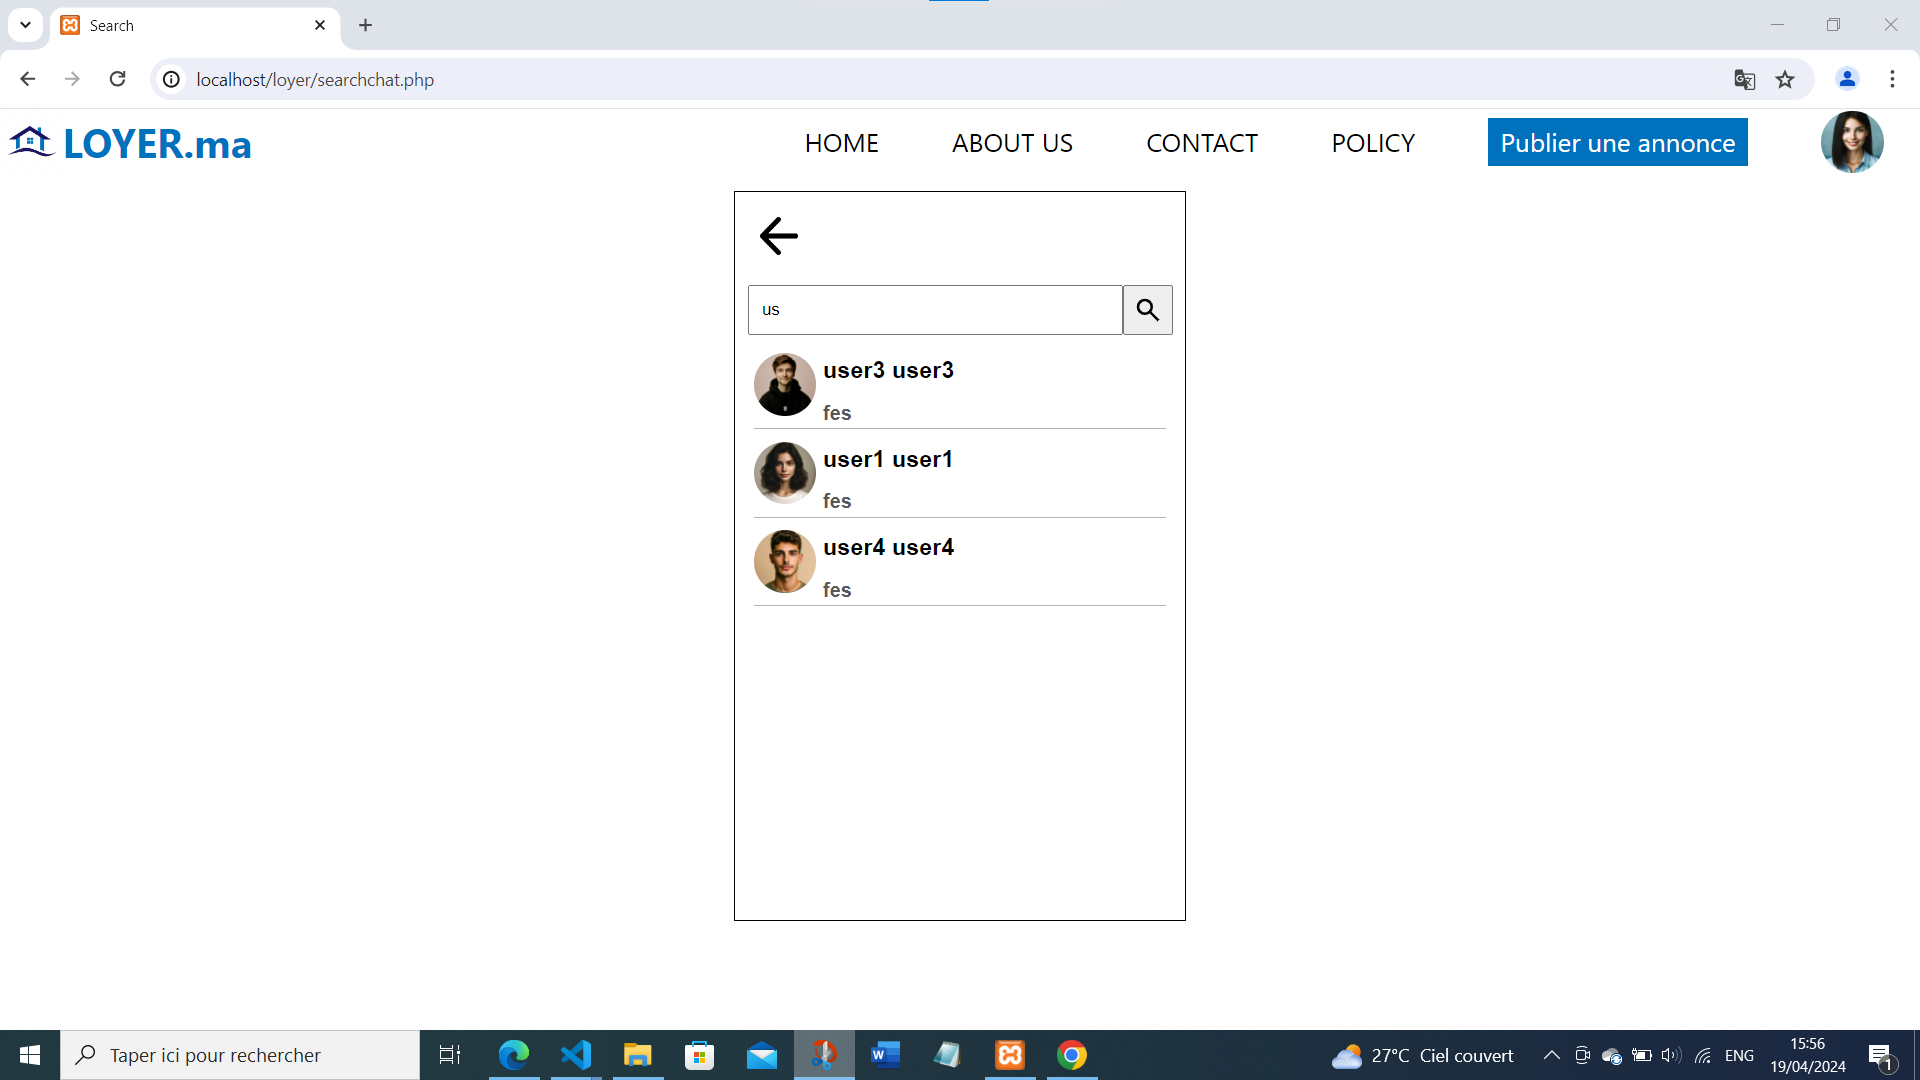 Search
localhost/loyer/searchchat.php
LOYER.ma
HOME ABOUT US CONTACT POLICY Publier une annonce
us
user3 user3
fes
user1 user1
fes
user4 user4
fes
Taper ici pour rechercher
27°C Ciel couvert
ENG
15:56
19/04/2024
1